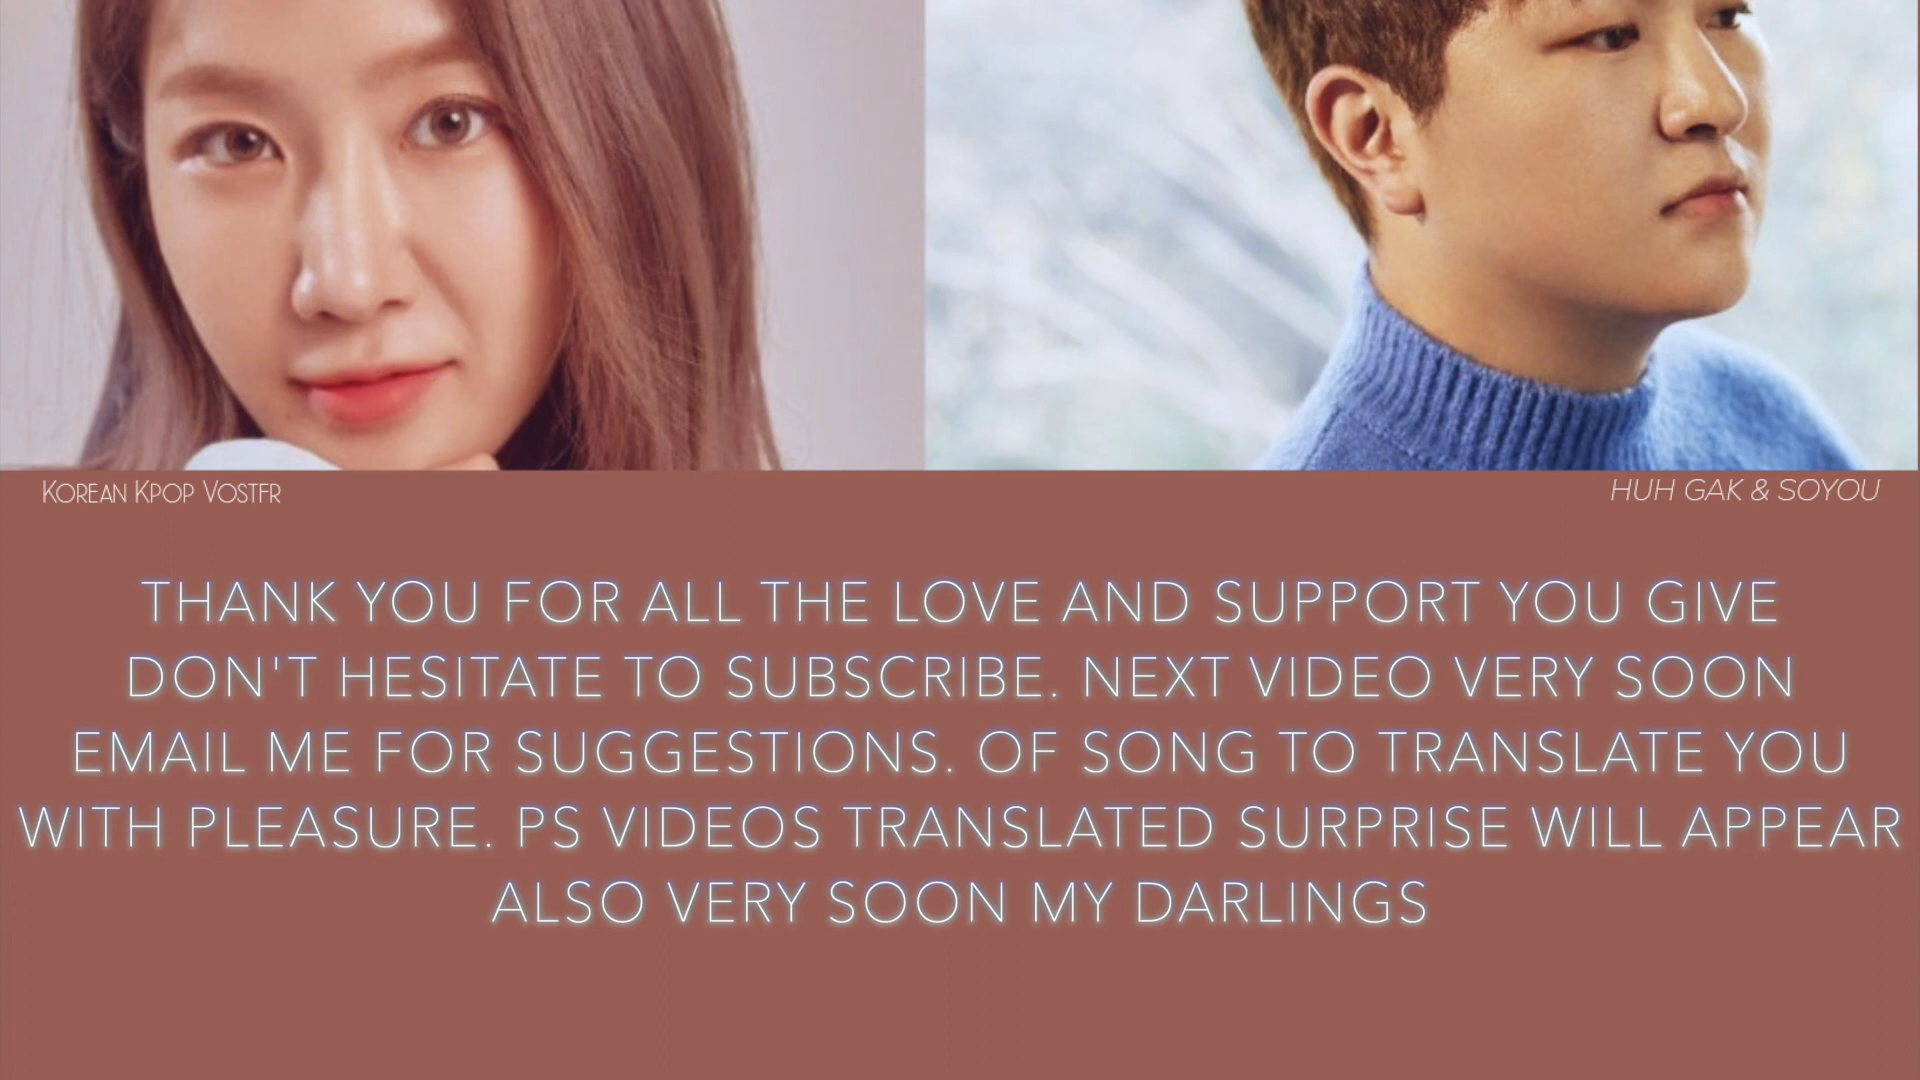 Korean Kpop Vostfr
HUH GAK & SOYOU
THANK YOU FOR ALL THE LOVE AND SUPPORT YOU GIVE
DON'T HESITATE TO SUBSCRIBE. NEXT VIDEO VERY SOON
EMAIL ME FOR SUGGESTIONS. OF SONG TO TRANSLATE YOU
WITH PLEASURE. PS VIDEOS TRANSLATED SURPRISE WILL APPEAR
ALSO VERY SOON MY DARLINGS